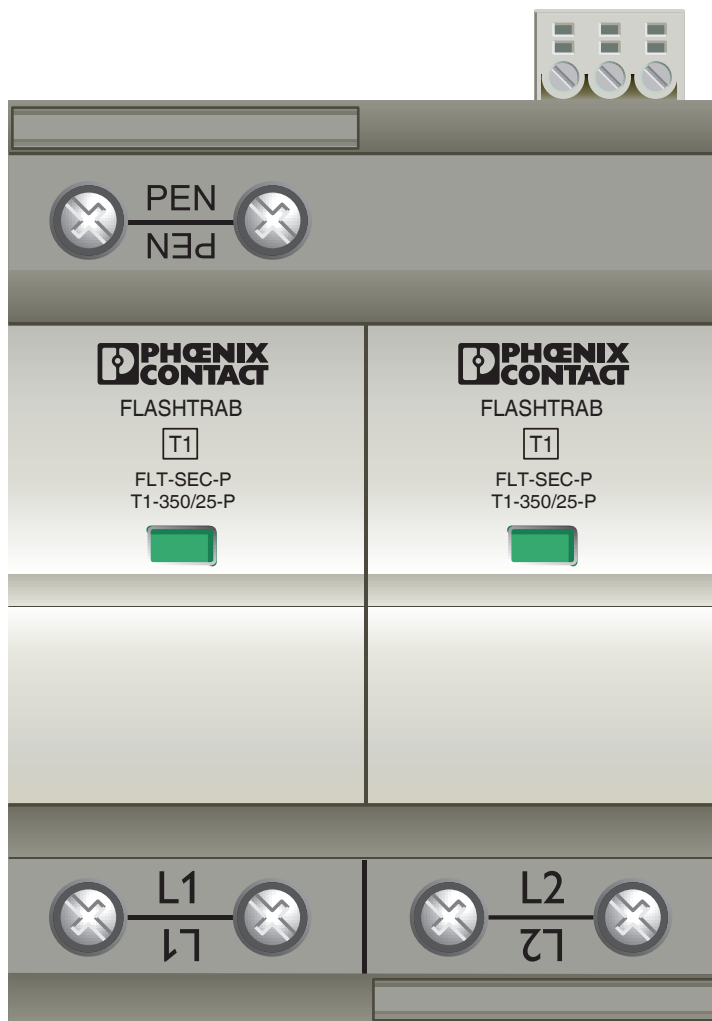 PEN
PEN
PHŒNIX
CONTACT
FLASHTRAB
T1
FLT-SEC-P
T1-350/25-P
PHŒNIX
CONTACT
FLASHTRAB
T1
FLT-SEC-P
T1-350/25-P
L1
L1
L2
L2